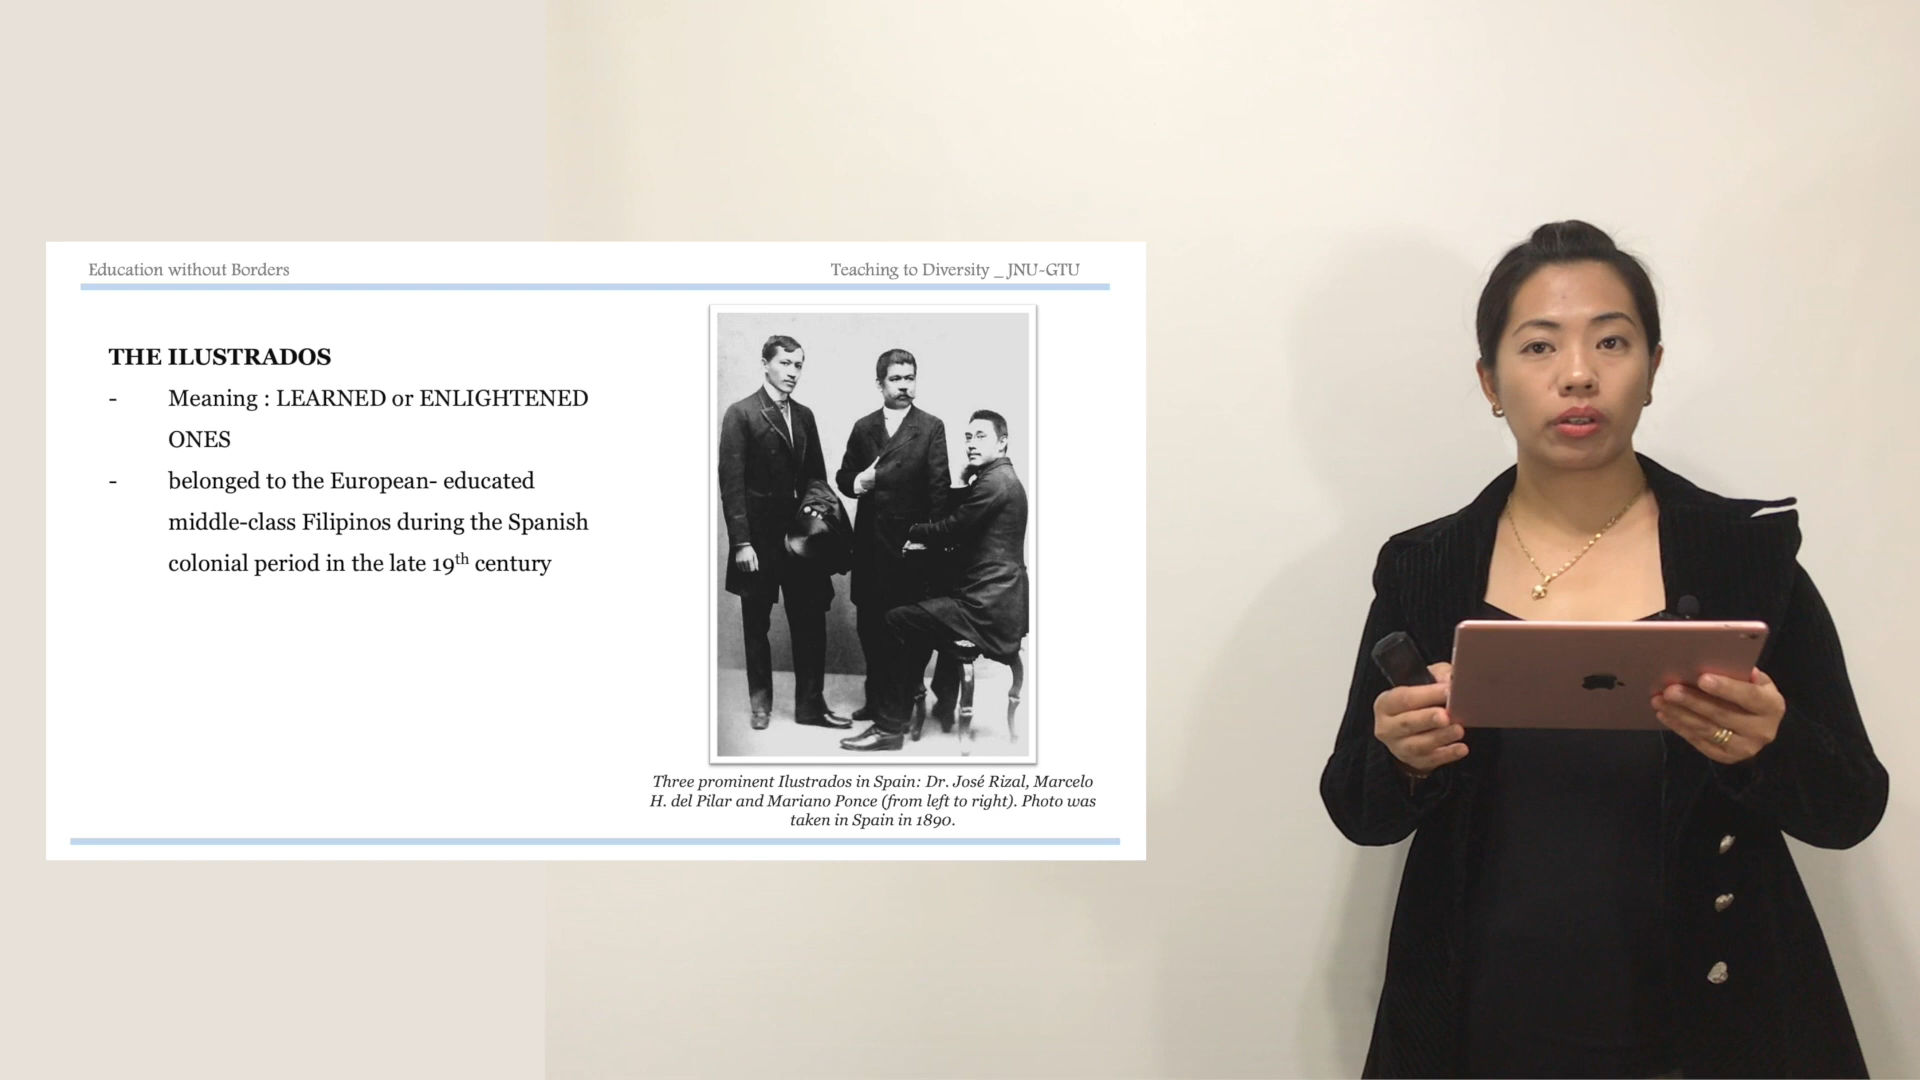 Education without Borders
Teaching to Diversity _ JNU-GTU
THE ILUSTRADOS
- Meaning : LEARNED or ENLIGHTENED
ONES
- belonged to the European- educated
middle-class Filipinos during the Spanish
colonial period in the late 19th century
Three prominent Ilustrados in Spain: Dr. José Rizal, Marcelo
H. del Pilar and Mariano Ponce (from left to right). Photo was
taken in Spain in 1890.